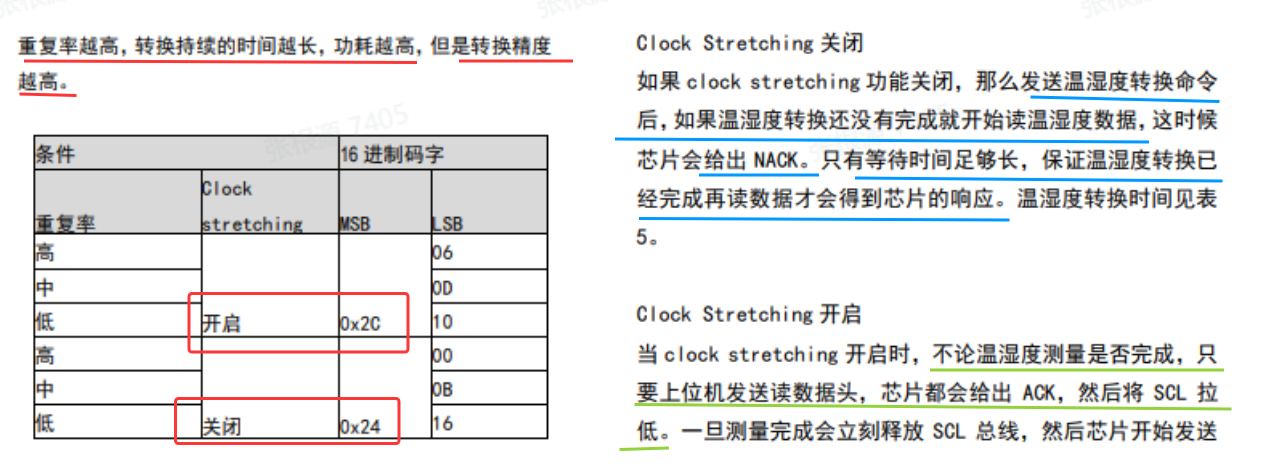 重复率越高，转换持续的时间越长，功耗越高，但是转换精度
越高。
条件 16 进制码字
重复率 Clock stretching MSB LSB
高 06
中 0D
低 开启 0x2C 10
高 00
中 0B
低 关闭 0x24 16
Clock Stretching 关闭
如果 clock stretching 功能关闭，那么发送温湿度转换命令
后，如果温湿度转换还没有完成就开始读温湿度数据，这时候
芯片会给出 NACK。只有等待时间足够长，保证温湿度转换已
经完成再读数据才会得到芯片的响应。温湿度转换时间见表
5。
Clock Stretching 开启
当 clock stretching 开启时，不论温湿度测量是否完成，只
要上位机发送读数据头，芯片都会给出 ACK，然后将 SCL 拉
低。一旦测量完成会立刻释放 SCL 总线，然后芯片开始发送